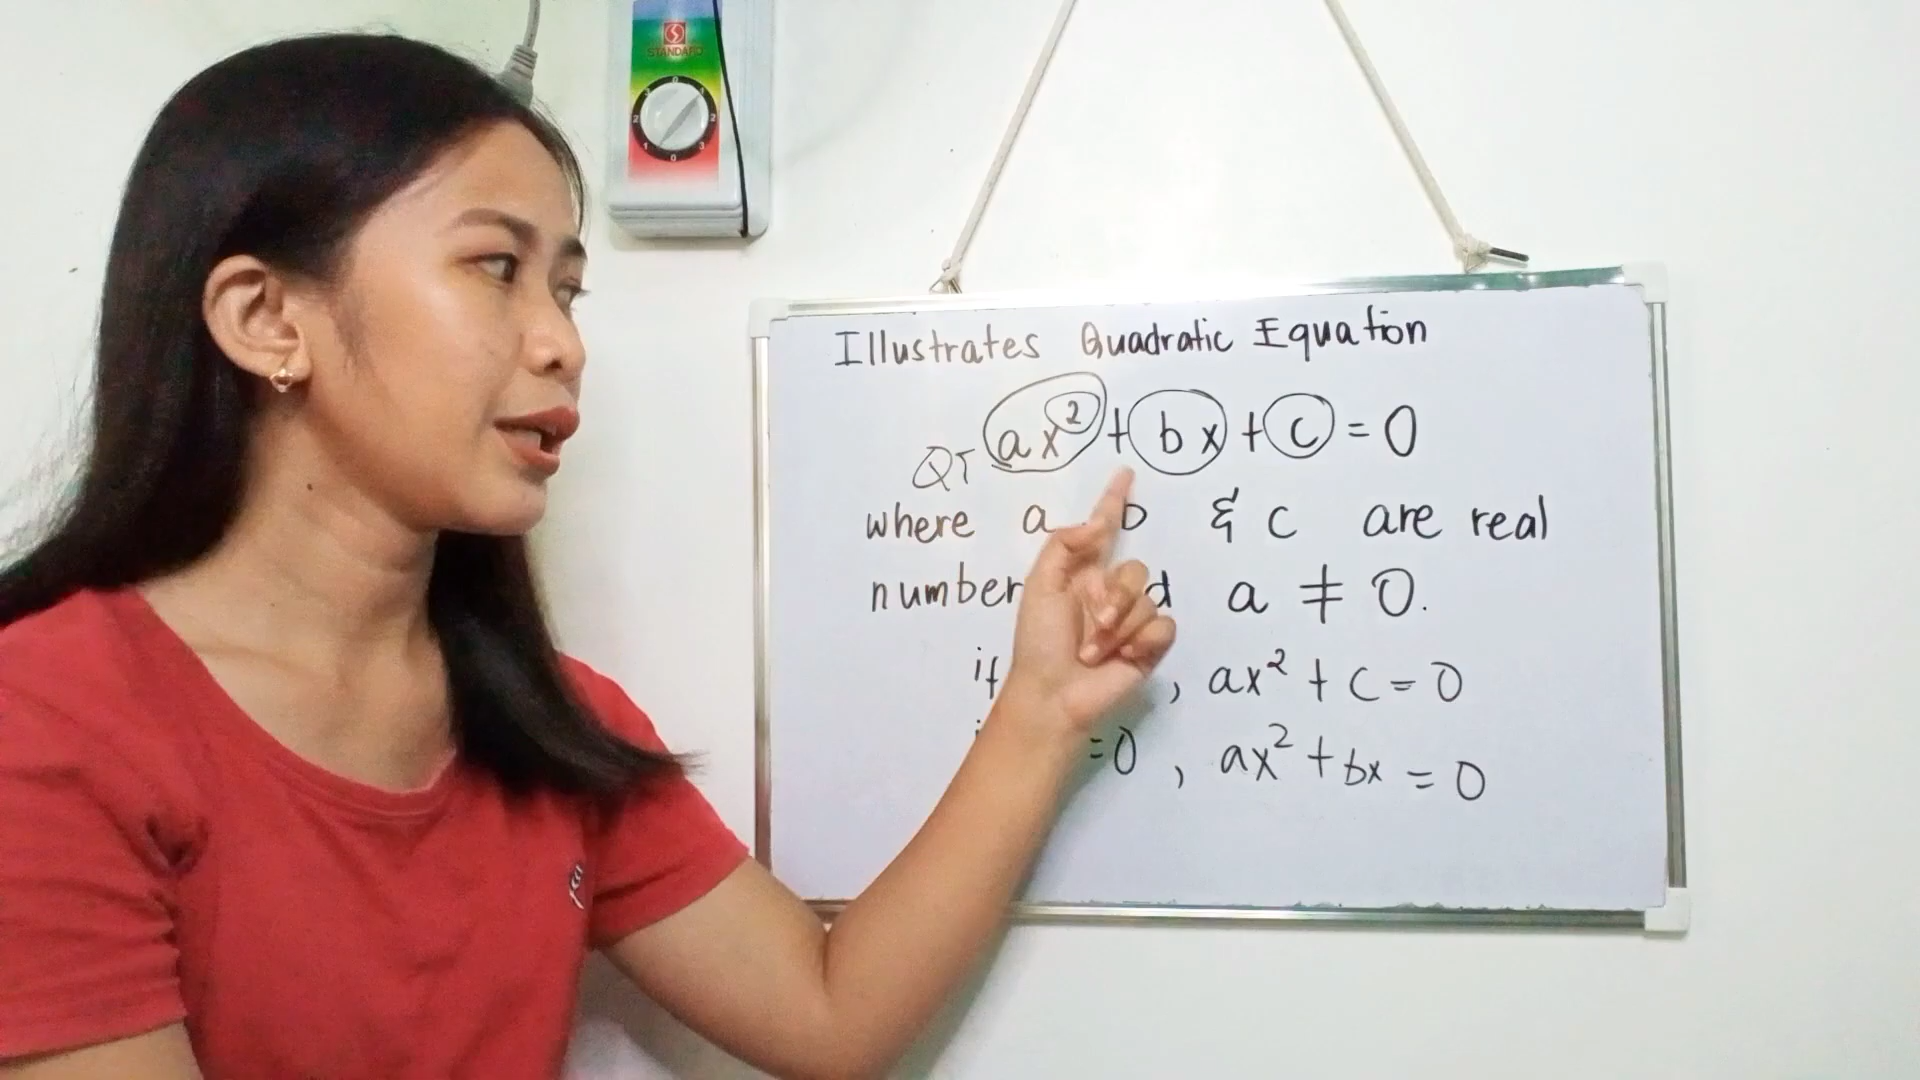 STANDARD
Illustrates Quadratic Equation
ax² + bx + c = 0
QT
where a b & c are real
number d a ≠ 0.
if , ax² + c = 0
=0 , ax² + bx = 0